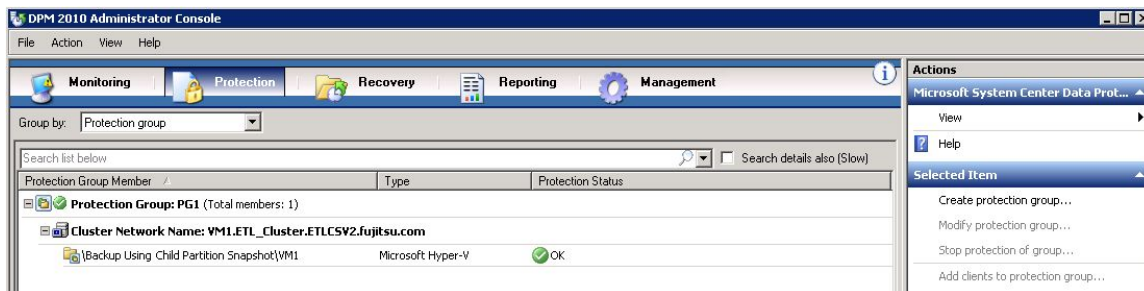 DPM 2010 Administrator Console
File Action View Help
Monitoring Protection Recovery Reporting Management
Group by: Protection group
Search list below Search details also (Slow)
Protection Group Member Type Protection Status
Protection Group: PG1 (Total members: 1)
Cluster Network Name: VM1.ETL_Cluster.ETLCSV2.fujitsu.com
\Backup Using Child Partition Snapshot\VM1 Microsoft Hyper-V OK
Actions
Microsoft System Center Data Prot...
View
Help
Selected Item
Create protection group...
Modify protection group...
Stop protection of group...
Add clients to protection group...